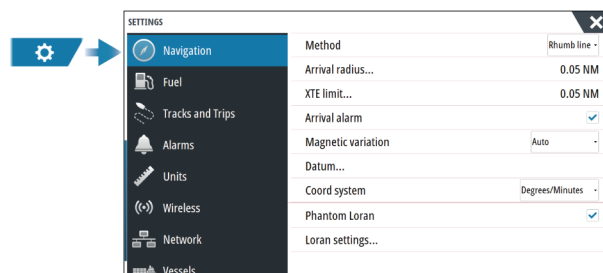 SETTINGS
Navigation
Fuel
Tracks and Trips
Alarms
Units
Wireless
Network
Vessels
Method Rhumb line
Arrival radius... 0.05 NM
XTE limit... 0.05 NM
Arrival alarm
Magnetic variation Auto
Datum...
Coord system Degrees/Minutes
Phantom Loran
Loran settings...